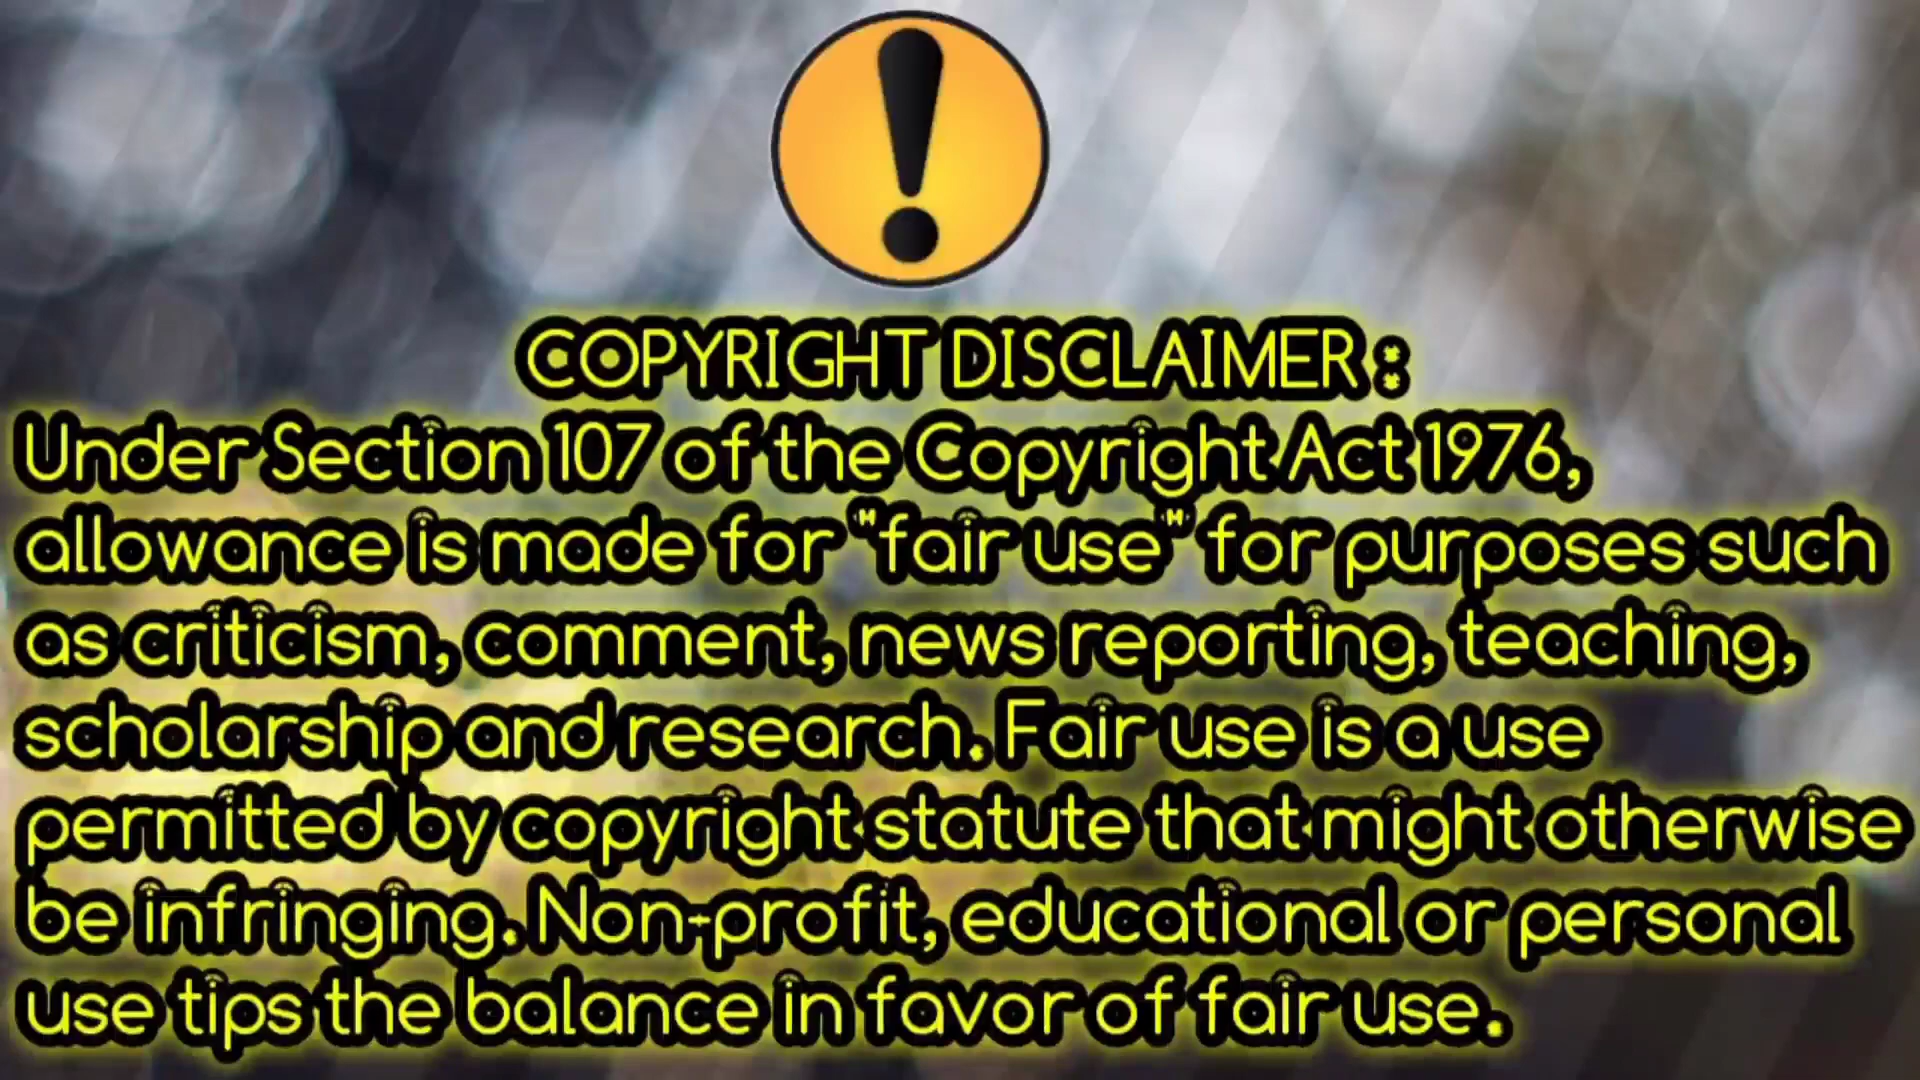 COPYRIGHT DISCLAIMER :
Under Section 107 of the Copyright Act 1976,
allowance is made for "fair use" for purposes such
as criticism, comment, news reporting, teaching,
scholarship and research. Fair use is a use
permitted by copyright statute that might otherwise
be infringing. Non-profit, educational or personal
use tips the balance in favor of fair use.